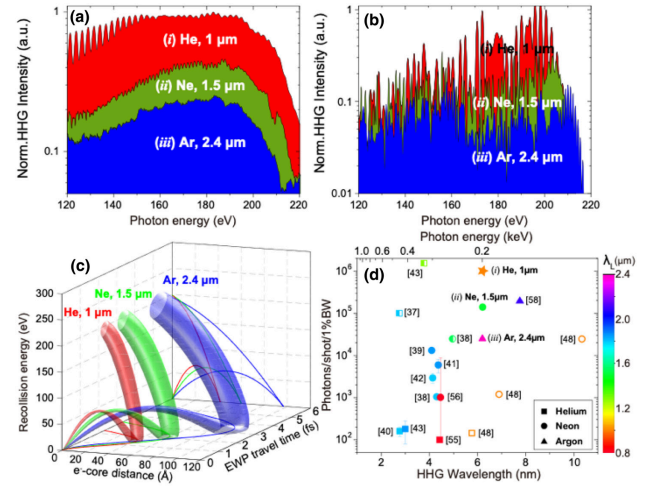 (a)
Norm.HHG Intensity (a.u.)
1
0.1
(i) He, 1 µm
(ii) Ne, 1.5 µm
(iii) Ar, 2.4 µm
120 140 160 180 200 220
Photon energy (eV)
(b)
Norm.HHG Intensity (a.u.)
1
0.1
0.01
(i) He, 1 µm
(ii) Ne, 1.5 µm
(iii) Ar, 2.4 µm
120 140 160 180 200 220
Photon energy (eV)
(c)
Recollision energy (eV)
300
250
200
150
100
50
0
He, 1 µm
Ne, 1.5 µm
Ar, 2.4 µm
0 20 40 60 80 100 120
e⁻-core distance (Å)
0 1 2 3 4 5 6
EWP travel time (fs)
Photon energy (keV)
1.0 0.6 0.4 0.2
(d)
Photons/shot/1%BW
10⁶
10⁵
10⁴
10³
10²
[43]
(i) He, 1µm
(ii) Ne, 1.5µm
[58]
[37]
[38]
(iii) Ar, 2.4µm
[48]
[39]
[41]
[42]
[38]
[56]
[48]
[40]
[43]
[55]
[48]
Helium
Neon
Argon
2 4 6 8 10
HHG Wavelength (nm)
λL(µm)
2.4
2.2
2.0
1.8
1.6
1.4
1.2
1.0
0.8